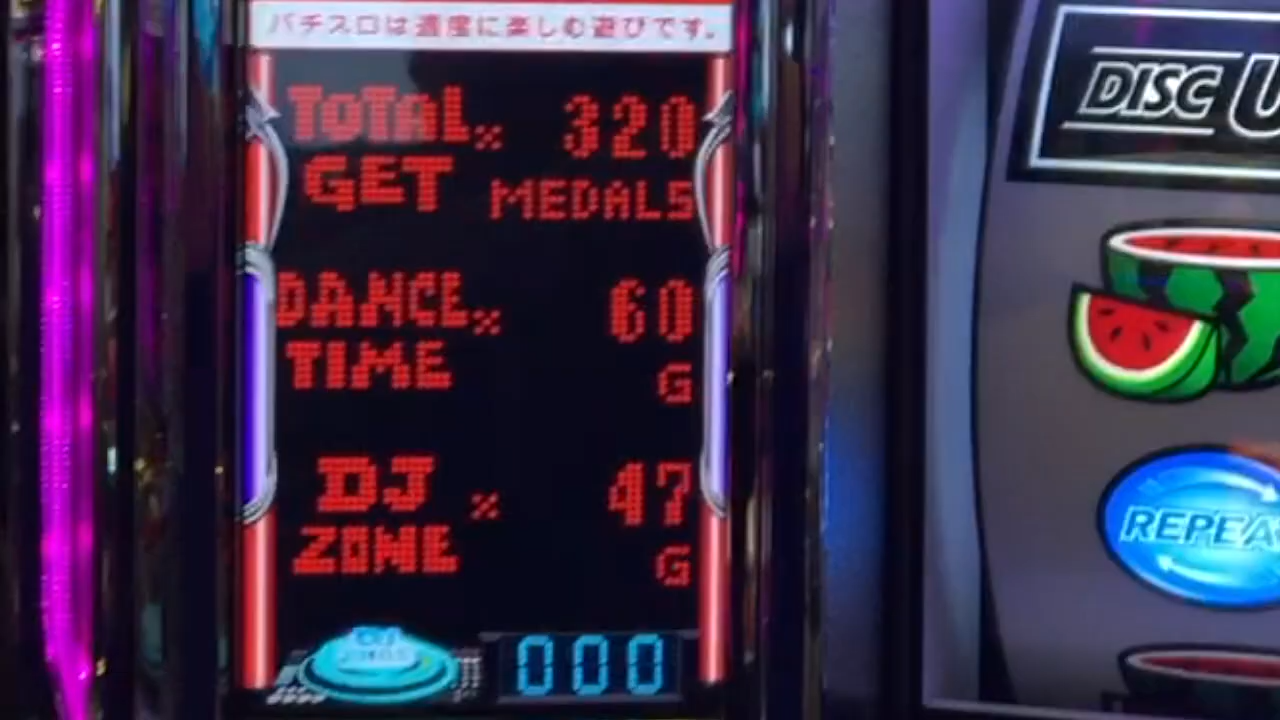 パチスロは適度に楽しむ遊びです。
TOTAL × 320
GET MEDALS
DANCE × 60
TIME G
DJ × 47
ZONE G
000
DISC U
REPEA